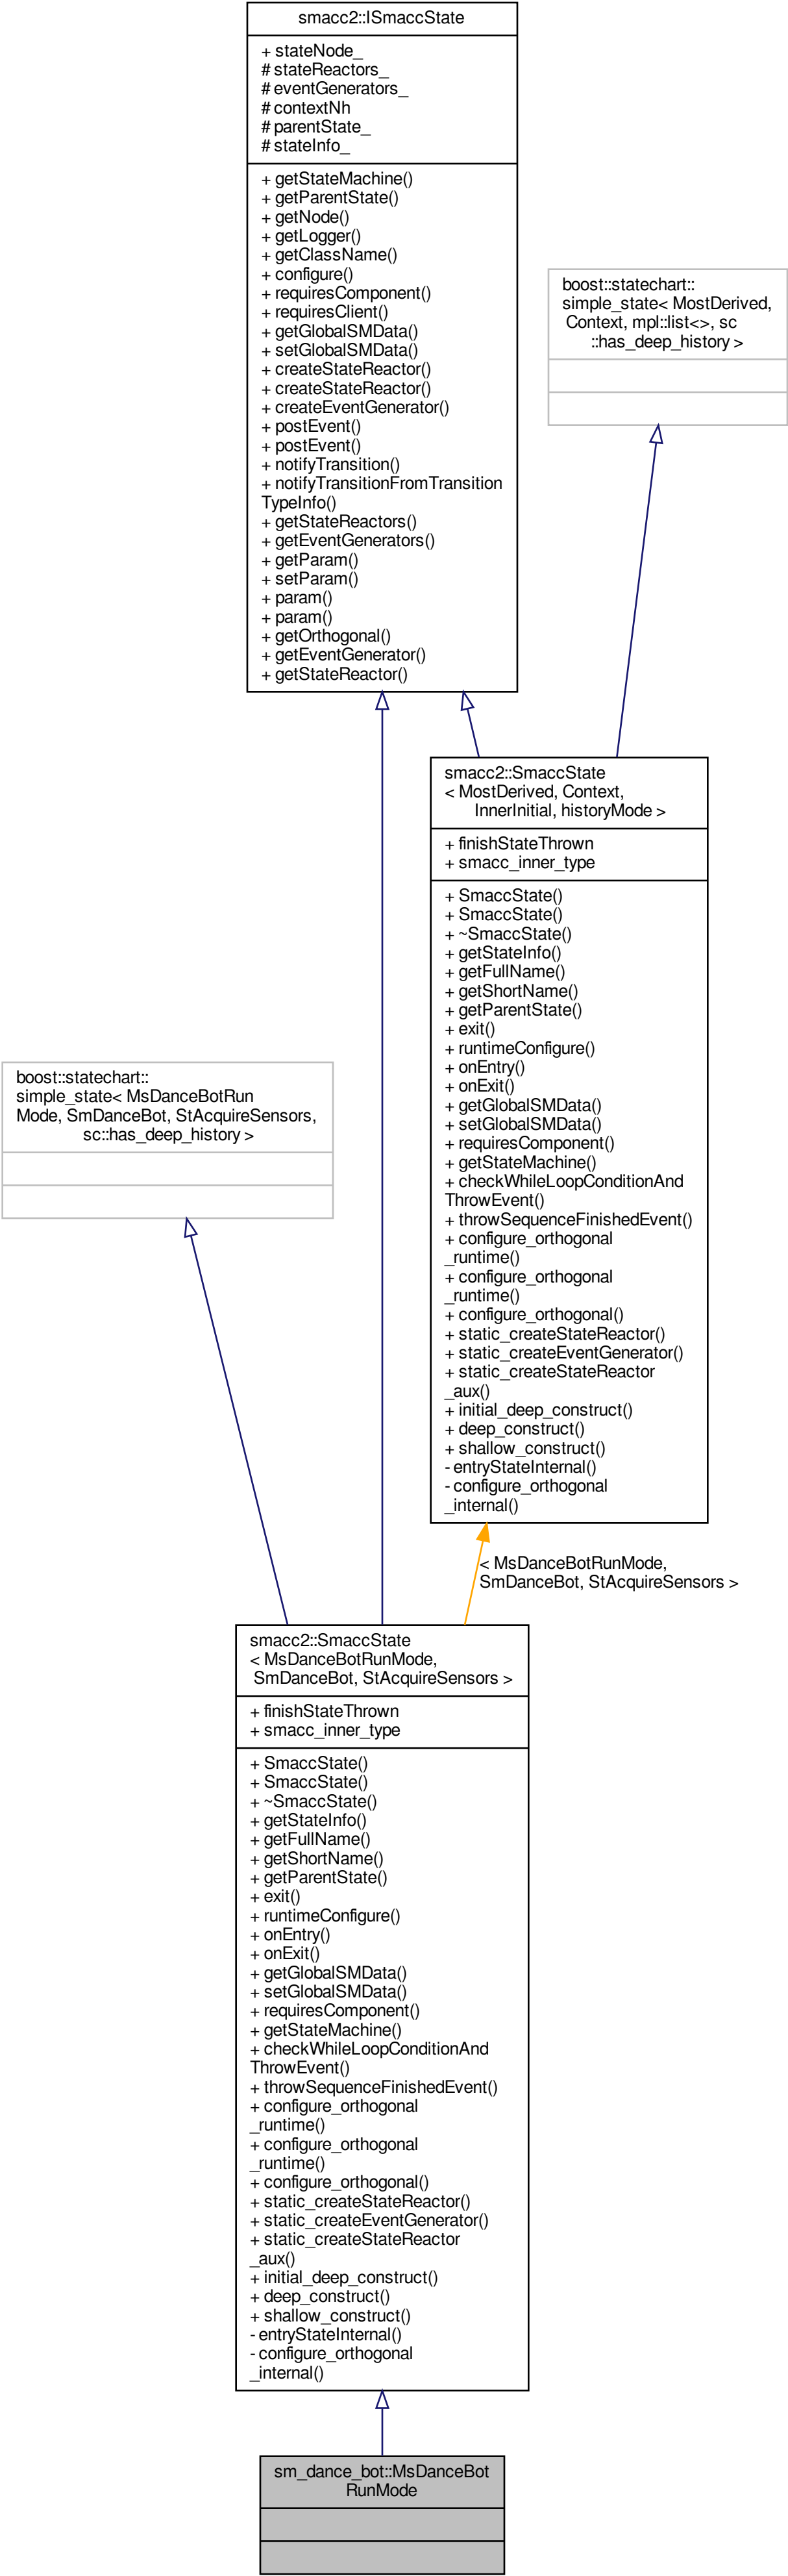 smacc2::ISmaccState
+ stateNode_
# stateReactors_
# eventGenerators_
# contextNh
# parentState_
# stateInfo_
+ getStateMachine()
+ getParentState()
+ getNode()
+ getLogger()
+ getClassName()
+ configure()
+ requiresComponent()
+ requiresClient()
+ getGlobalSMData()
+ setGlobalSMData()
+ createStateReactor()
+ createStateReactor()
+ createEventGenerator()
+ postEvent()
+ postEvent()
+ notifyTransition()
+ notifyTransitionFromTransition
TypeInfo()
+ getStateReactors()
+ getEventGenerators()
+ getParam()
+ setParam()
+ param()
+ param()
+ getOrthogonal()
+ getEventGenerator()
+ getStateReactor()
boost::statechart::
simple_state< MostDerived,
Context, mpl::list<>, sc
::has_deep_history >
smacc2::SmaccState
< MostDerived, Context,
InnerInitial, historyMode >
+ finishStateThrown
+ smacc_inner_type
+ SmaccState()
+ SmaccState()
+ ~SmaccState()
+ getStateInfo()
+ getFullName()
+ getShortName()
+ getParentState()
+ exit()
+ runtimeConfigure()
+ onEntry()
+ onExit()
+ getGlobalSMData()
+ setGlobalSMData()
+ requiresComponent()
+ getStateMachine()
+ checkWhileLoopConditionAnd
ThrowEvent()
+ throwSequenceFinishedEvent()
+ configure_orthogonal
_runtime()
+ configure_orthogonal
_runtime()
+ configure_orthogonal()
+ static_createStateReactor()
+ static_createEventGenerator()
+ static_createStateReactor
_aux()
+ initial_deep_construct()
+ deep_construct()
+ shallow_construct()
- entryStateInternal()
- configure_orthogonal
_internal()
boost::statechart::
simple_state< MsDanceBotRun
Mode, SmDanceBot, StAcquireSensors,
sc::has_deep_history >
< MsDanceBotRunMode,
SmDanceBot, StAcquireSensors >
smacc2::SmaccState
< MsDanceBotRunMode,
SmDanceBot, StAcquireSensors >
+ finishStateThrown
+ smacc_inner_type
+ SmaccState()
+ SmaccState()
+ ~SmaccState()
+ getStateInfo()
+ getFullName()
+ getShortName()
+ getParentState()
+ exit()
+ runtimeConfigure()
+ onEntry()
+ onExit()
+ getGlobalSMData()
+ setGlobalSMData()
+ requiresComponent()
+ getStateMachine()
+ checkWhileLoopConditionAnd
ThrowEvent()
+ throwSequenceFinishedEvent()
+ configure_orthogonal
_runtime()
+ configure_orthogonal
_runtime()
+ configure_orthogonal()
+ static_createStateReactor()
+ static_createEventGenerator()
+ static_createStateReactor
_aux()
+ initial_deep_construct()
+ deep_construct()
+ shallow_construct()
- entryStateInternal()
- configure_orthogonal
_internal()
sm_dance_bot::MsDanceBot
RunMode